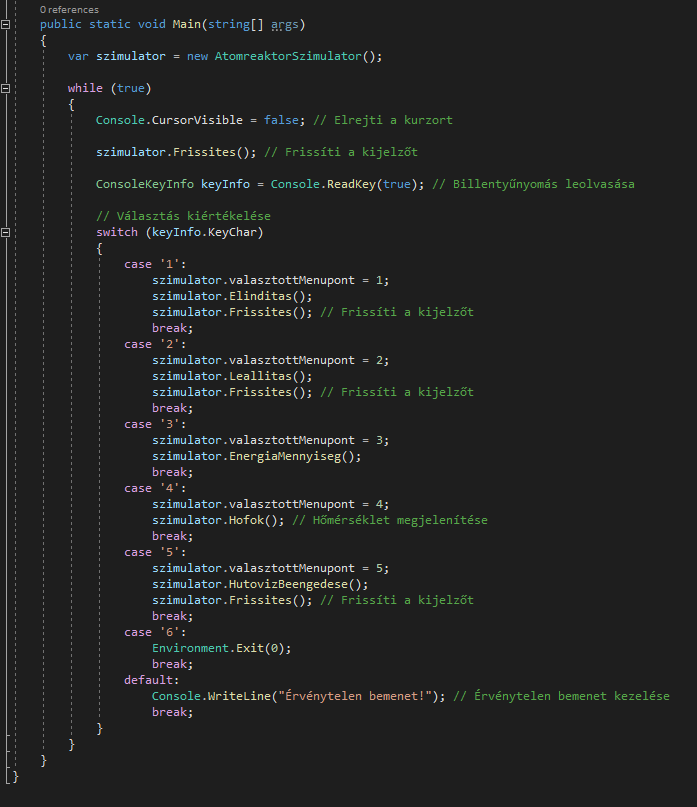 0 references
public static void Main(string[] args)
{
var szimulator = new AtomreaktorSzimulator();
while (true)
{
Console.CursorVisible = false; // Elrejti a kurzort
szimulator.Frissites(); // Frissíti a kijelzőt
ConsoleKeyInfo keyInfo = Console.ReadKey(true); // Billentyűnyomás leolvasása
// Választás kiértékelése
switch (keyInfo.KeyChar)
{
case '1':
szimulator.valasztottMenupont = 1;
szimulator.Elinditas();
szimulator.Frissites(); // Frissíti a kijelzőt
break;
case '2':
szimulator.valasztottMenupont = 2;
szimulator.Leallitas();
szimulator.Frissites(); // Frissíti a kijelzőt
break;
case '3':
szimulator.valasztottMenupont = 3;
szimulator.EnergiaMennyiseg();
break;
case '4':
szimulator.valasztottMenupont = 4;
szimulator.Hofok(); // Hőmérséklet megjelenítése
break;
case '5':
szimulator.valasztottMenupont = 5;
szimulator.HutovizBeengedese();
szimulator.Frissites(); // Frissíti a kijelzőt
break;
case '6':
Environment.Exit(0);
break;
default:
Console.WriteLine("Érvénytelen bemenet!"); // Érvénytelen bemenet kezelése
break;
}
}
}
}